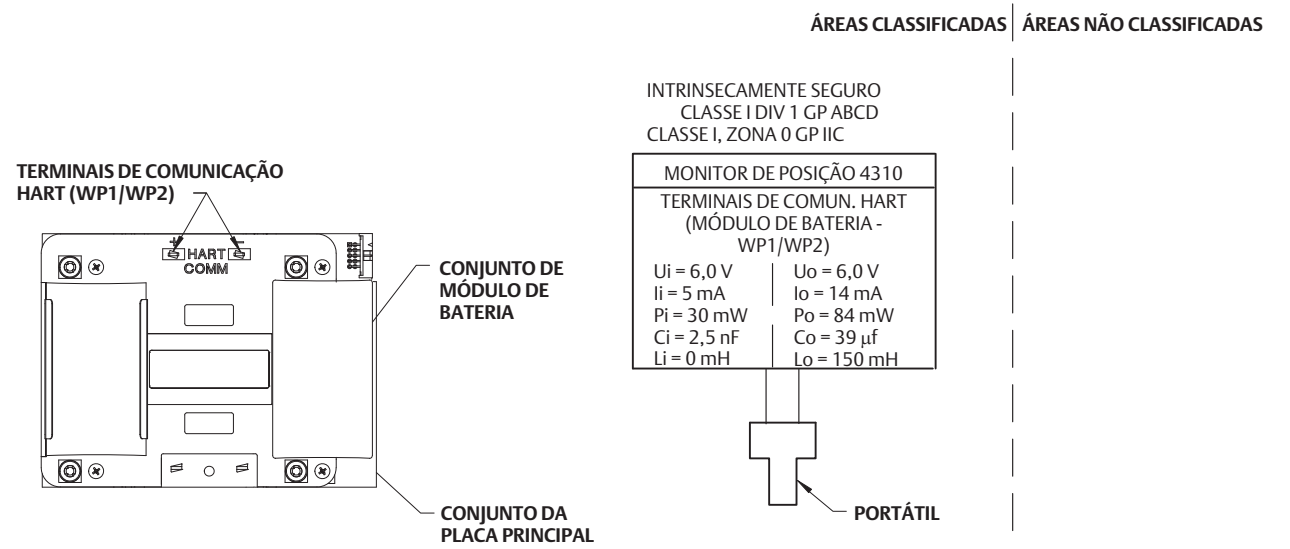 ÁREAS CLASSIFICADAS ÁREAS NÃO CLASSIFICADAS
INTRINSECAMENTE SEGURO
CLASSE I DIV 1 GP ABCD
CLASSE I, ZONA 0 GP IIC
TERMINAIS DE COMUNICAÇÃO
HART (WP1/WP2)
+ –
HART
COMM
CONJUNTO DE
MÓDULO DE
BATERIA
CONJUNTO DA
PLACA PRINCIPAL
MONITOR DE POSIÇÃO 4310
TERMINAIS DE COMUN. HART
(MÓDULO DE BATERIA -
WP1/WP2)
Ui = 6,0 V Uo = 6,0 V
Ii = 5 mA Io = 14 mA
Pi = 30 mW Po = 84 mW
Ci = 2,5 nF Co = 39 µf
Li = 0 mH Lo = 150 mH
PORTÁTIL